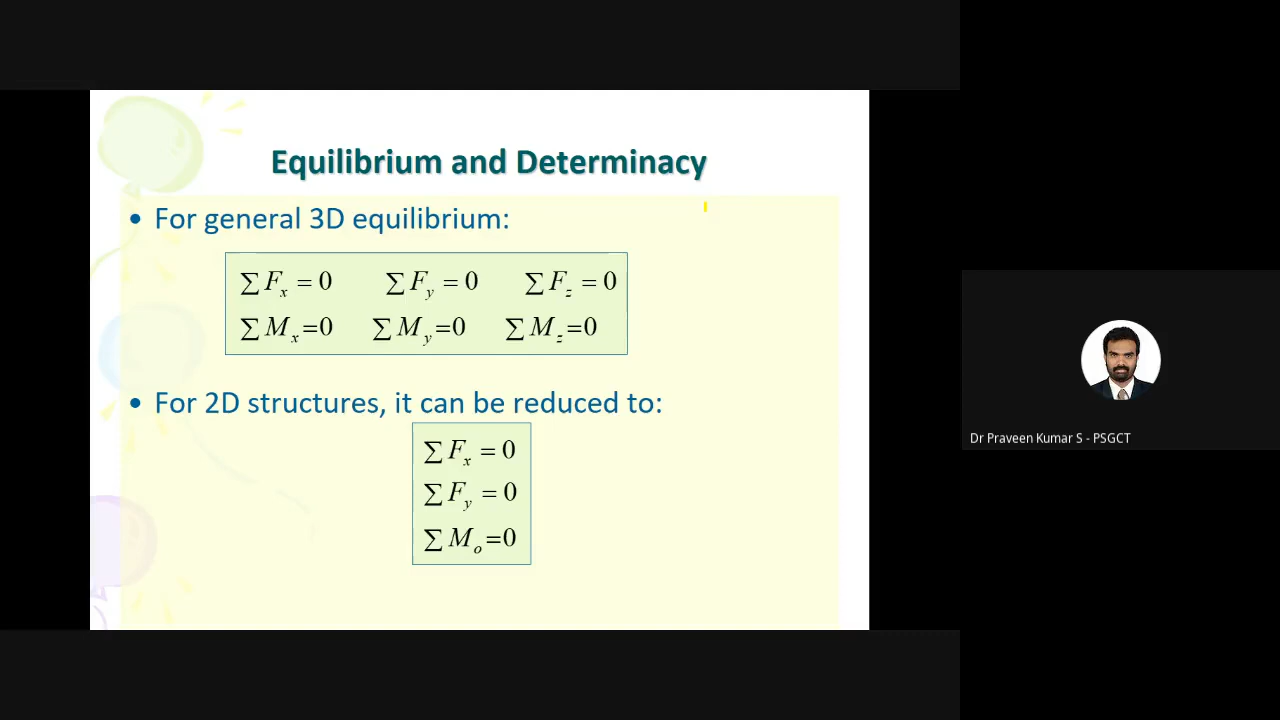 Equilibrium and Determinacy
• For general 3D equilibrium:
∑ Fx = 0 ∑ Fy = 0 ∑ Fz = 0
∑ Mx=0 ∑ My=0 ∑ Mz=0
• For 2D structures, it can be reduced to:
∑ Fx = 0
∑ Fy = 0
∑ Mo=0
Dr Praveen Kumar S - PSGCT